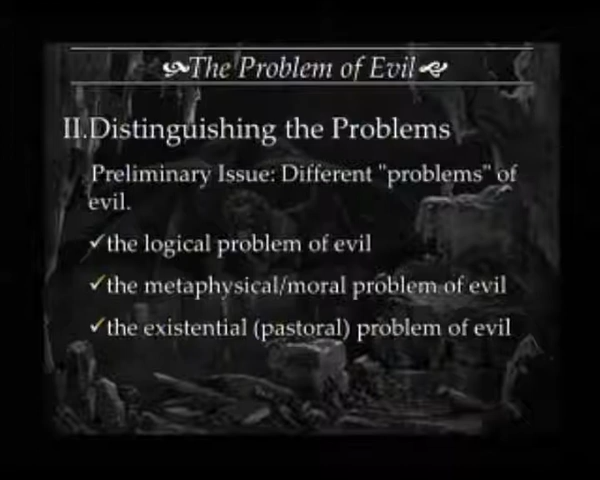 The Problem of Evil
II. Distinguishing the Problems
Preliminary Issue: Different "problems" of
evil.
✓the logical problem of evil
✓the metaphysical/moral problem of evil
✓the existential (pastoral) problem of evil